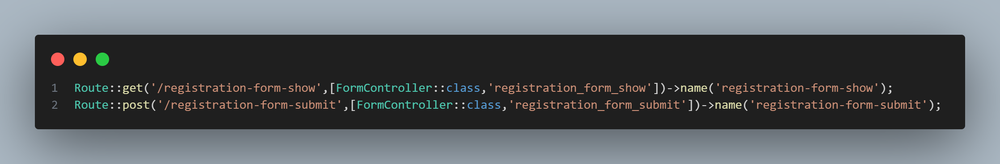 1 Route::get('/registration-form-show',[FormController::class,'registration_form_show'])->name('registration-form-show');
2 Route::post('/registration-form-submit',[FormController::class,'registration_form_submit'])->name('registration-form-submit');